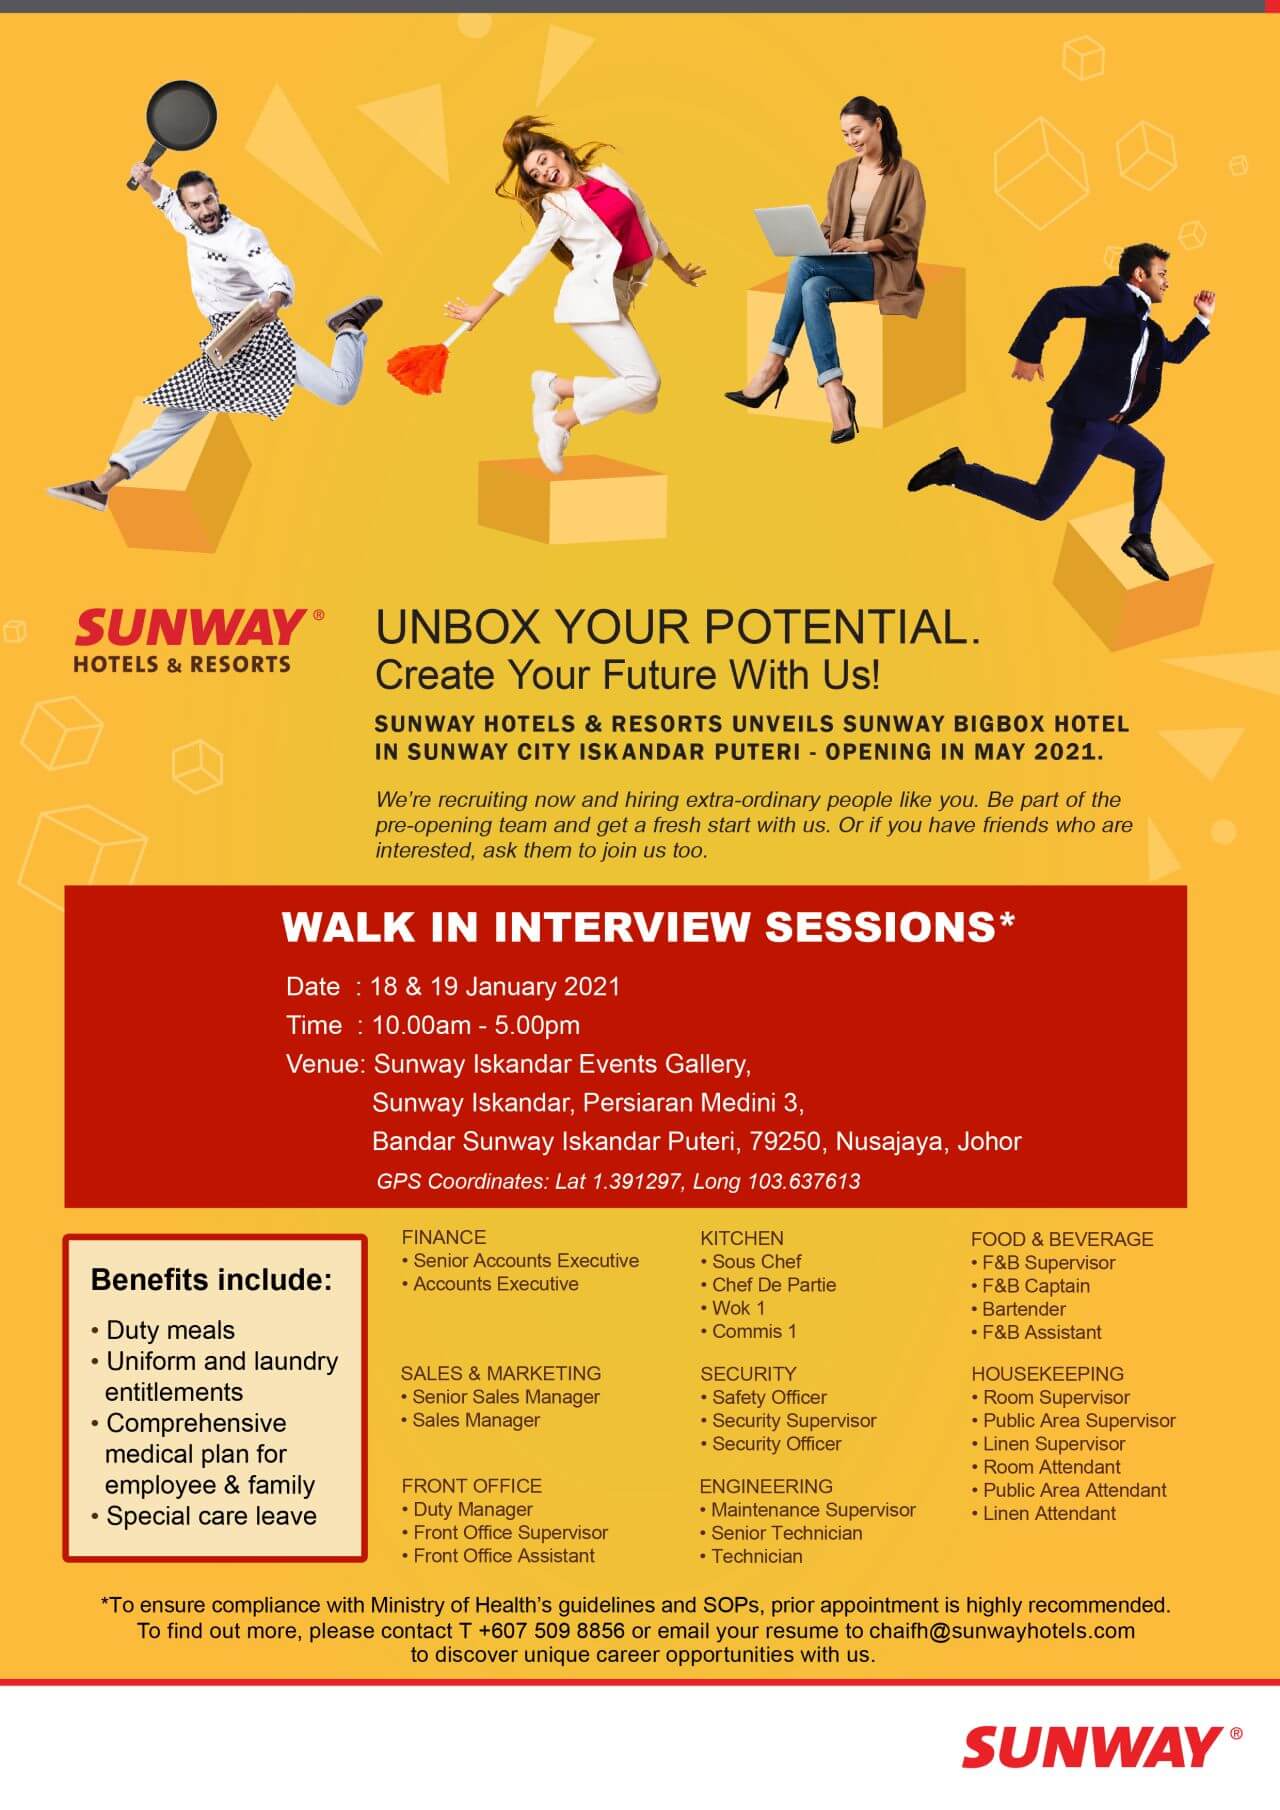 SUNWAY®
HOTELS & RESORTS
UNBOX YOUR POTENTIAL.
Create Your Future With Us!
SUNWAY HOTELS & RESORTS UNVEILS SUNWAY BIGBOX HOTEL
IN SUNWAY CITY ISKANDAR PUTERI - OPENING IN MAY 2021.
We're recruiting now and hiring extra-ordinary people like you. Be part of the
pre-opening team and get a fresh start with us. Or if you have friends who are
interested, ask them to join us too.
WALK IN INTERVIEW SESSIONS*
Date : 18 & 19 January 2021
Time : 10.00am - 5.00pm
Venue: Sunway Iskandar Events Gallery,
Sunway Iskandar, Persiaran Medini 3,
Bandar Sunway Iskandar Puteri, 79250, Nusajaya, Johor
GPS Coordinates: Lat 1.391297, Long 103.637613
Benefits include:
• Duty meals
• Uniform and laundry
entitlements
• Comprehensive
medical plan for
employee & family
• Special care leave
FINANCE
• Senior Accounts Executive
• Accounts Executive
SALES & MARKETING
• Senior Sales Manager
• Sales Manager
FRONT OFFICE
• Duty Manager
• Front Office Supervisor
• Front Office Assistant
KITCHEN
• Sous Chef
• Chef De Partie
• Wok 1
• Commis 1
SECURITY
• Safety Officer
• Security Supervisor
• Security Officer
ENGINEERING
• Maintenance Supervisor
• Senior Technician
• Technician
FOOD & BEVERAGE
• F&B Supervisor
• F&B Captain
• Bartender
• F&B Assistant
HOUSEKEEPING
• Room Supervisor
• Public Area Supervisor
• Linen Supervisor
• Room Attendant
• Public Area Attendant
• Linen Attendant
*To ensure compliance with Ministry of Health's guidelines and SOPs, prior appointment is highly recommended.
To find out more, please contact T +607 509 8856 or email your resume to chaifh@sunwayhotels.com
to discover unique career opportunities with us.
SUNWAY®